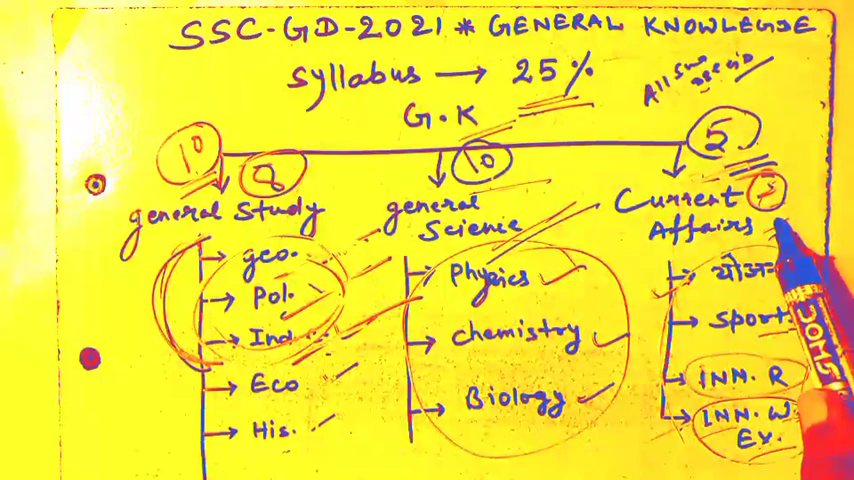 SSC-GD-2021 * GENERAL KNOWLEDGE
Syllabus → 25%
G.K
All
10
8
10
5
general Study
general Science
Current Affairs
geo.
Pol.
Ind.
Eco
His.
Physics
Chemistry
Biology
sport
INN. R
INN. W. EX.